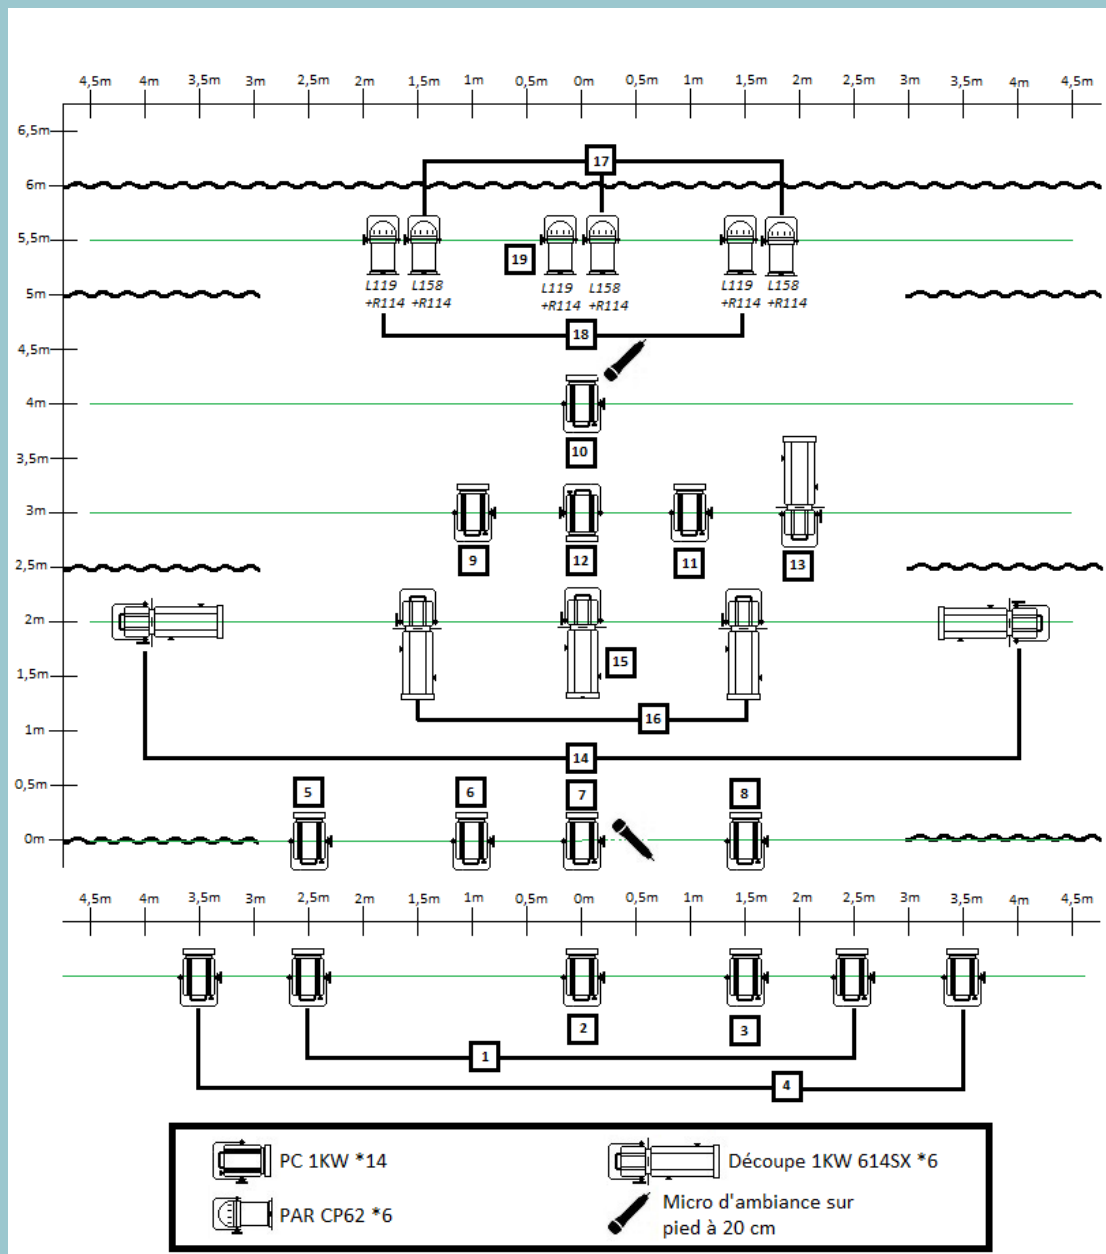 4,5m 4m 3,5m 3m 2,5m 2m 1,5m 1m 0,5m 0m 0,5m 1m 1,5m 2m 2,5m 3m 3,5m 4m 4,5m
6,5m
17
6m
5,5m
19
L119 L158 L119 L158 L119 L158
+R114 +R114 +R114 +R114 +R114 +R114
5m
18
4,5m
4m
10
3,5m
3m
9 12 11 13
2,5m
2m
15
1,5m
16
1m
14
0,5m
5 6 7 8
0m
4,5m 4m 3,5m 3m 2,5m 2m 1,5m 1m 0,5m 0m 0,5m 1m 1,5m 2m 2,5m 3m 3,5m 4m 4,5m
2 3
1
4
PC 1KW *14 Découpe 1KW 614SX *6
PAR CP62 *6 Micro d'ambiance sur
pied à 20 cm